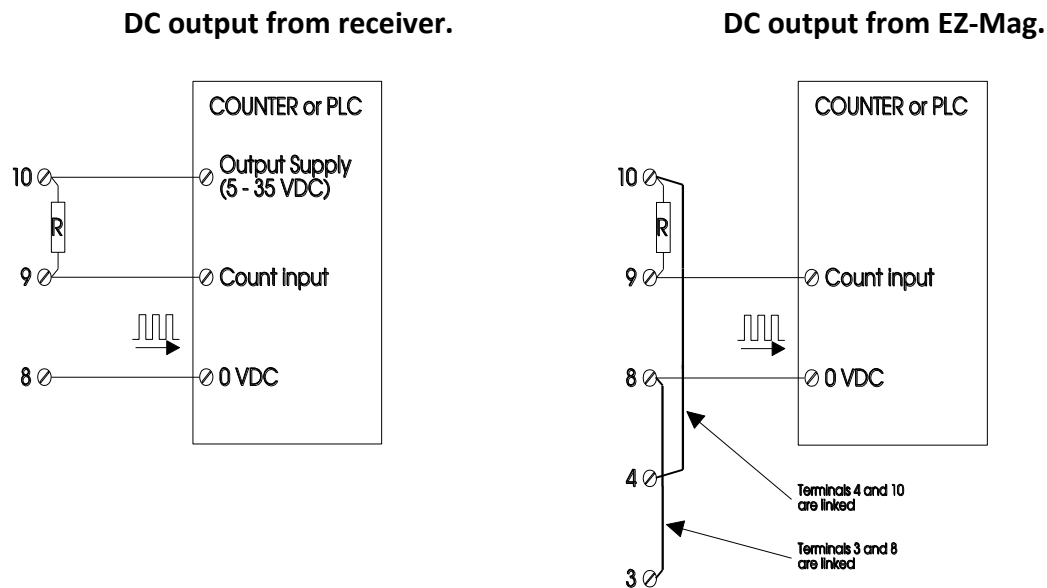 DC output from receiver.
DC output from EZ-Mag.
COUNTER or PLC
10
Output Supply
(5 - 35 VDC)
R
9
Count input
8
0 VDC
COUNTER or PLC
10
R
9
Count input
8
0 VDC
4
Terminals 4 and 10
are linked
Terminals 3 and 8
are linked
3